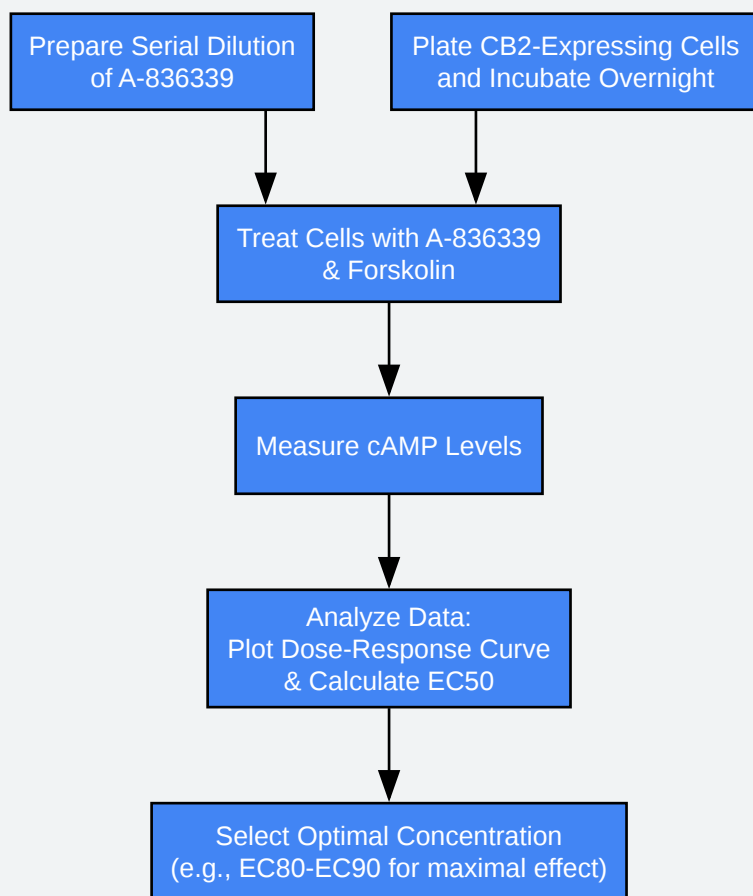 Prepare Serial Dilution
of A-836339
Plate CB2-Expressing Cells
and Incubate Overnight
Treat Cells with A-836339
& Forskolin
Measure cAMP Levels
Analyze Data:
Plot Dose-Response Curve
& Calculate EC50
Select Optimal Concentration
(e.g., EC80-EC90 for maximal effect)